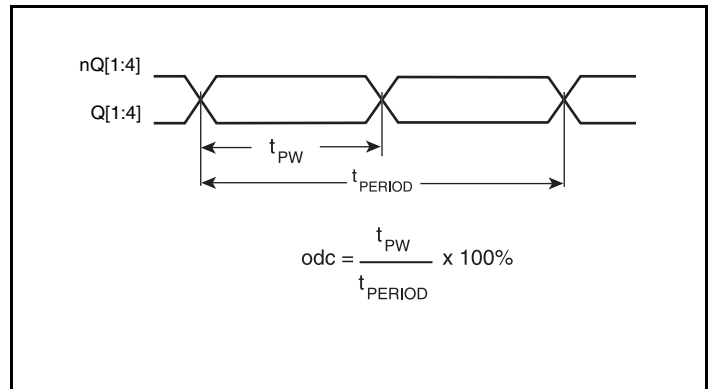 nQ[1:4]
Q[1:4]
tPW
tPERIOD
odc = tPW / tPERIOD x 100%